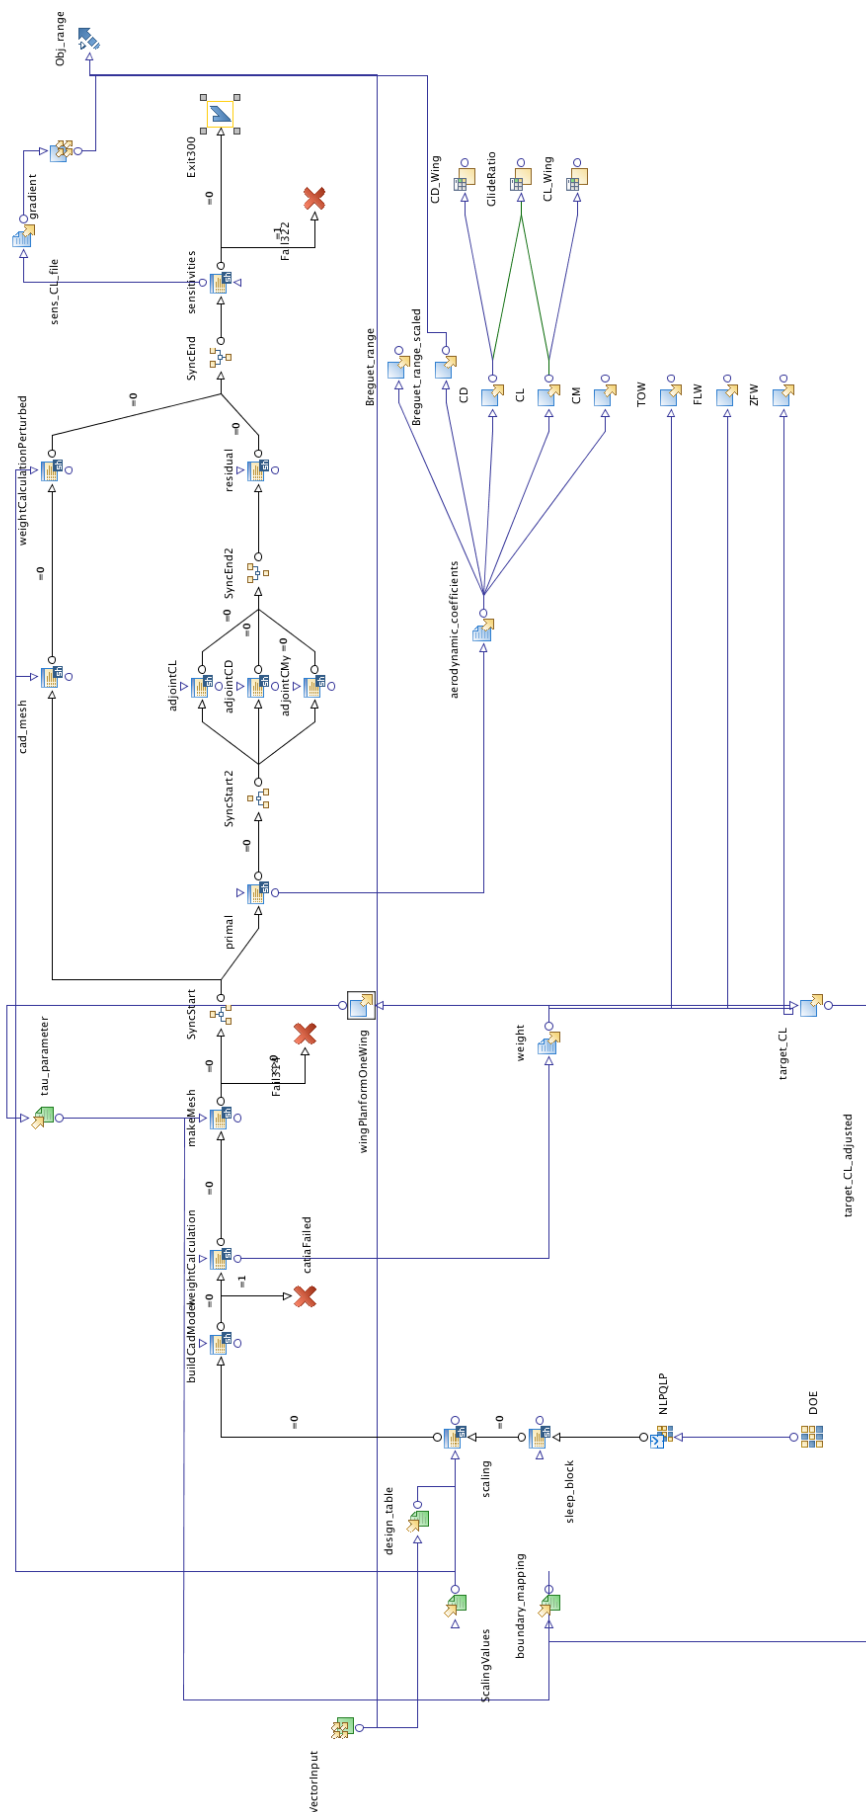 Obj_range
gradient
sens_CL_file
Exit300
=0
=1
Fail322
sensitivities
CD_Wing
GlideRatio
CL_Wing
SyncEnd
=0
=0
Breguet_range
Breguet_range_scaled
CD
CL
CM
TOW
FLW
ZFW
weightCalculationPerturbed
residual
=0
SyncEnd2
=0
=0
=0
aerodynamic_coefficients
cad_mesh
adjointCL
adjointCD
adjointCMy
SyncStart2
=0
primal
SyncStart
tau_parameter
=0
makeMesh
wingPlanformOneWing
weight
target_CL
target_CL_adjusted
=0
weightCalculation
catiaFailed
=1
=0
buildCadModel
=0
=0
NLPQLP
DOE
scaling
sleep_block
design_table
boundary_mapping
ScalingValues
VectorInput